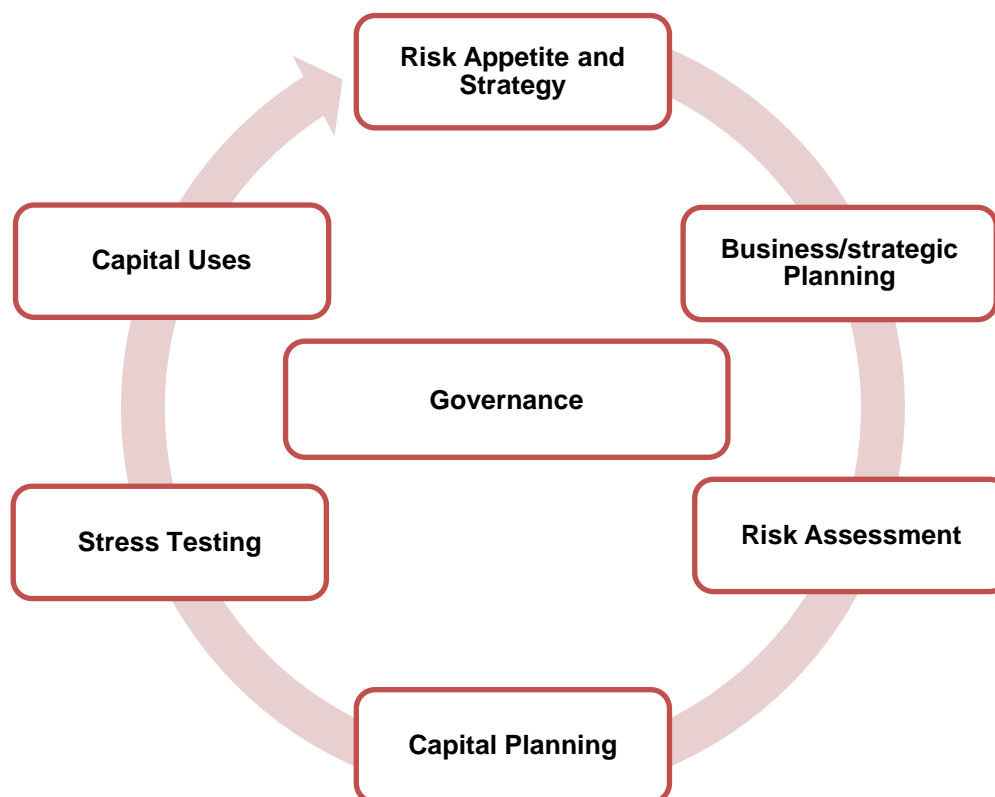 Risk Appetite and
Strategy
Capital Uses
Business/strategic
Planning
Governance
Stress Testing
Risk Assessment
Capital Planning